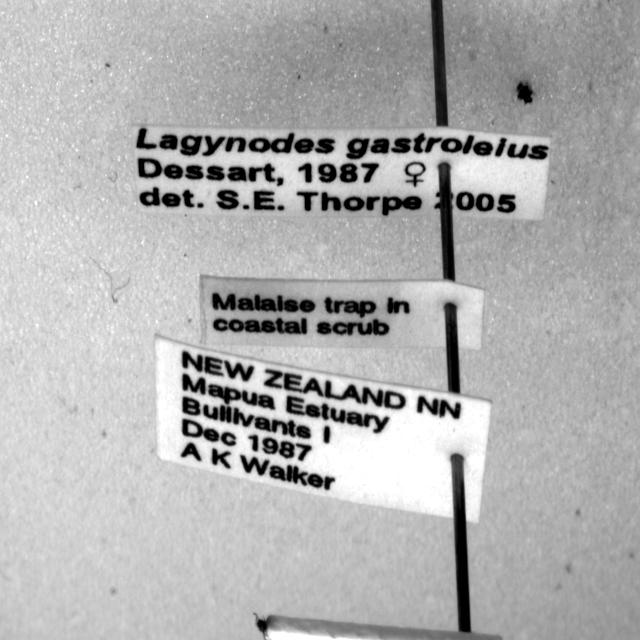 Lagynodes gastroleius
Dessart, 1987 ♀
det. S.E. Thorpe 2005
Malaise trap in
coastal scrub
NEW ZEALAND NN
Mapua Estuary
Bullivants I
Dec 1987
A K Walker